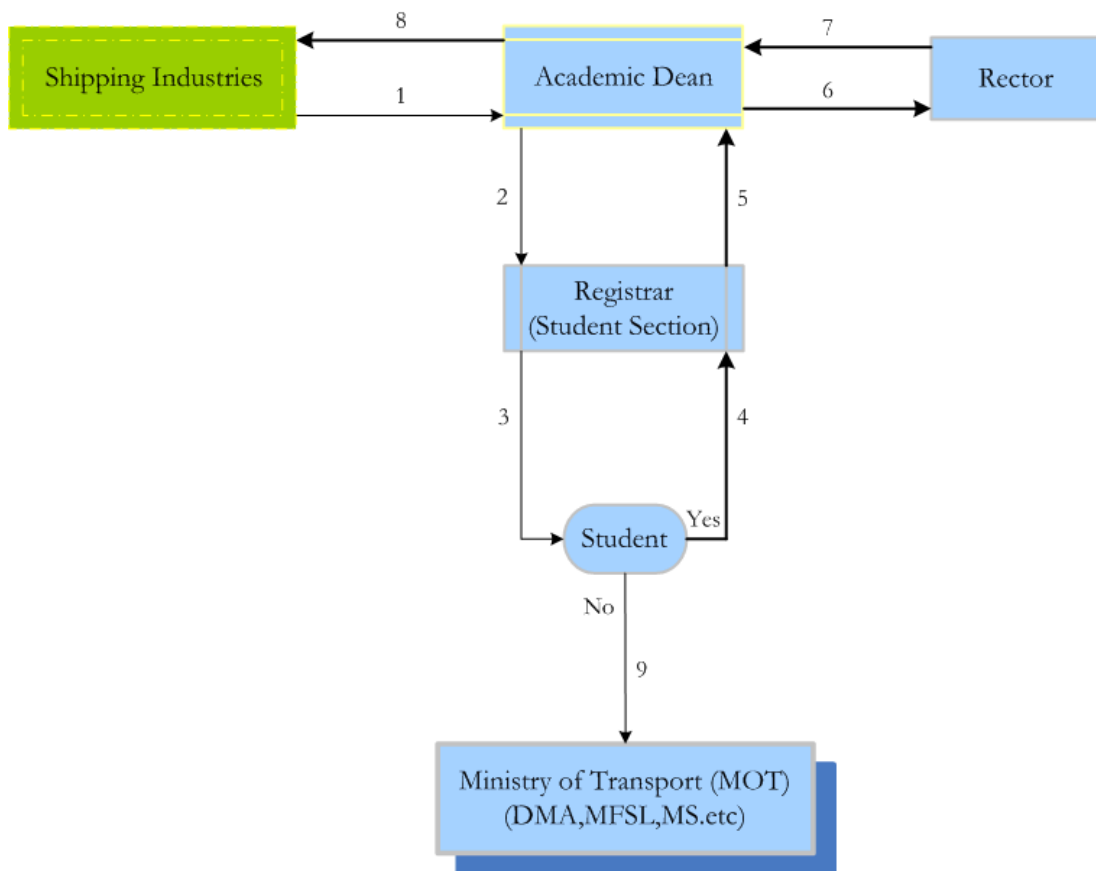 8
7
Shipping Industries
Academic Dean
Rector
1
6
2
5
Registrar
(Student Section)
3
4
Student
Yes
No
9
Ministry of Transport (MOT)
(DMA,MFSL,MS.etc)